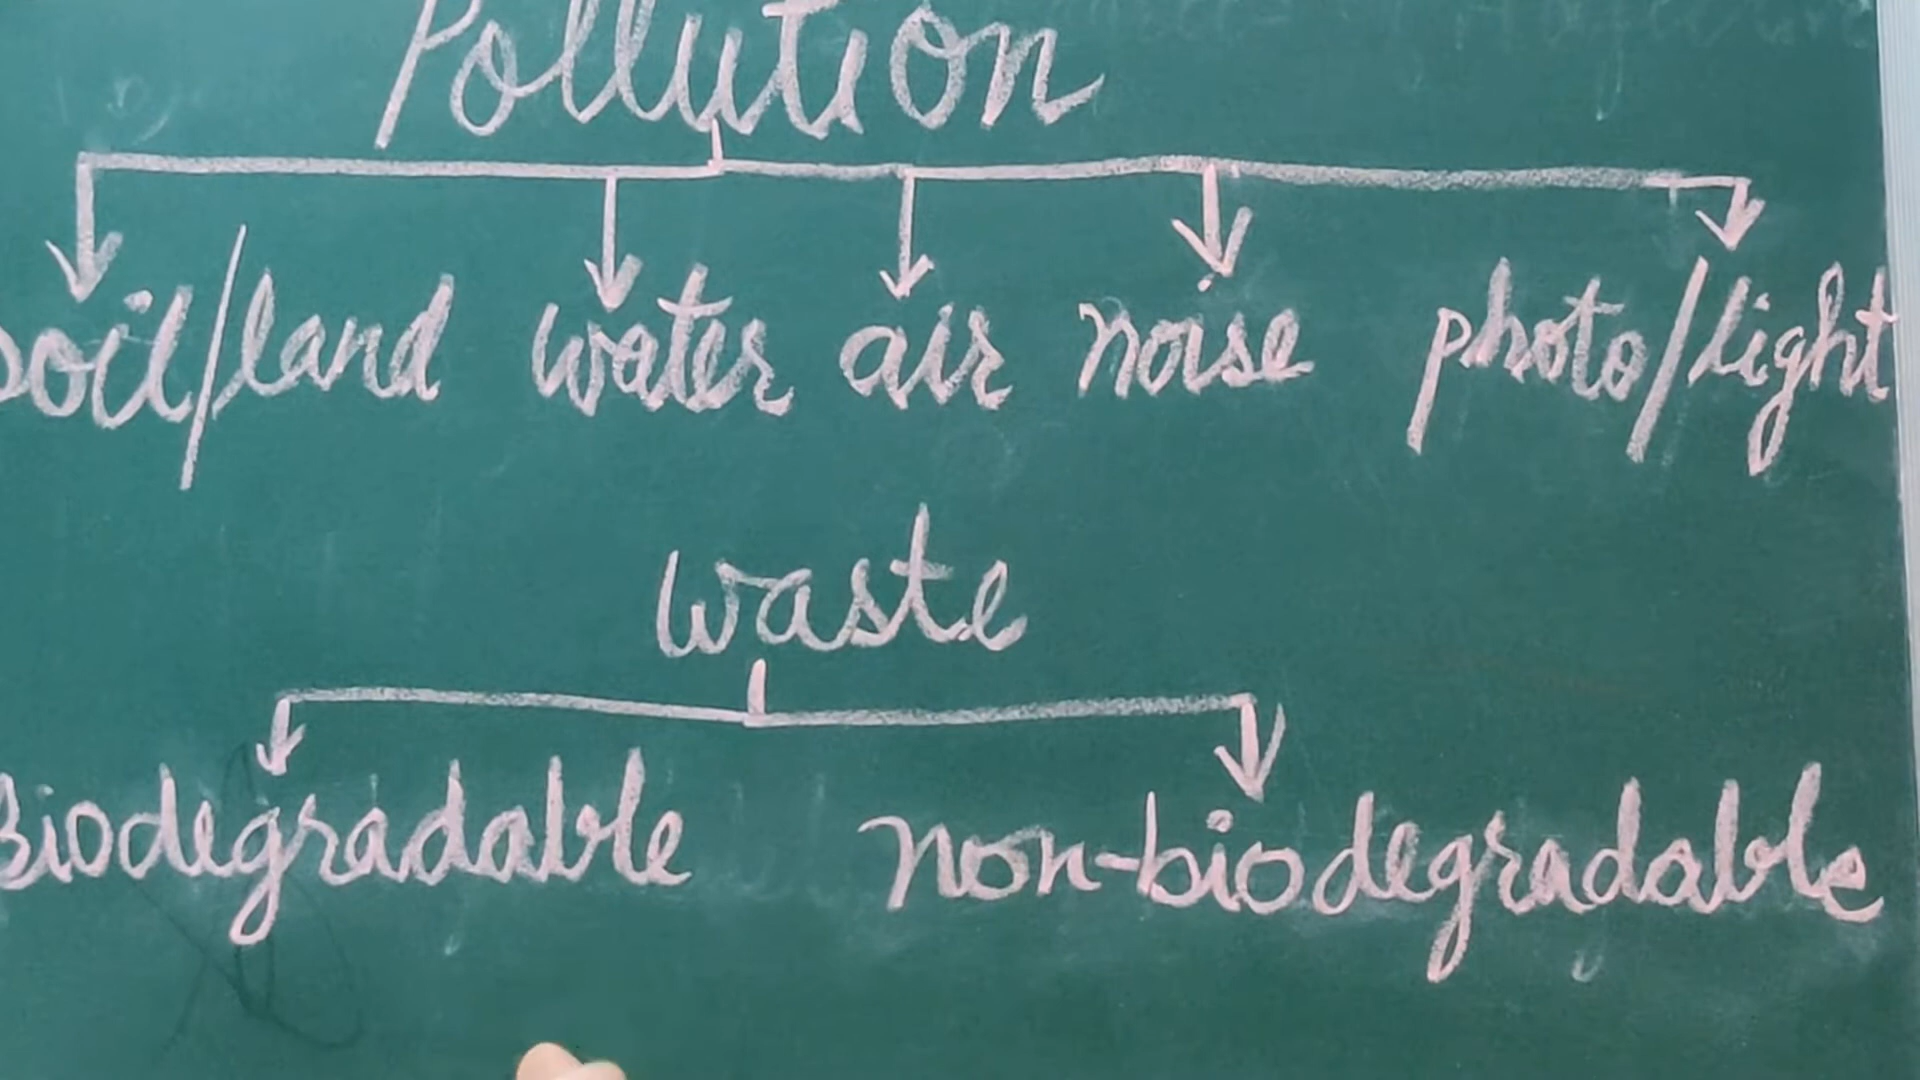 Pollution
soil/land water air noise photo/light
waste
Biodegradable non-biodegradable